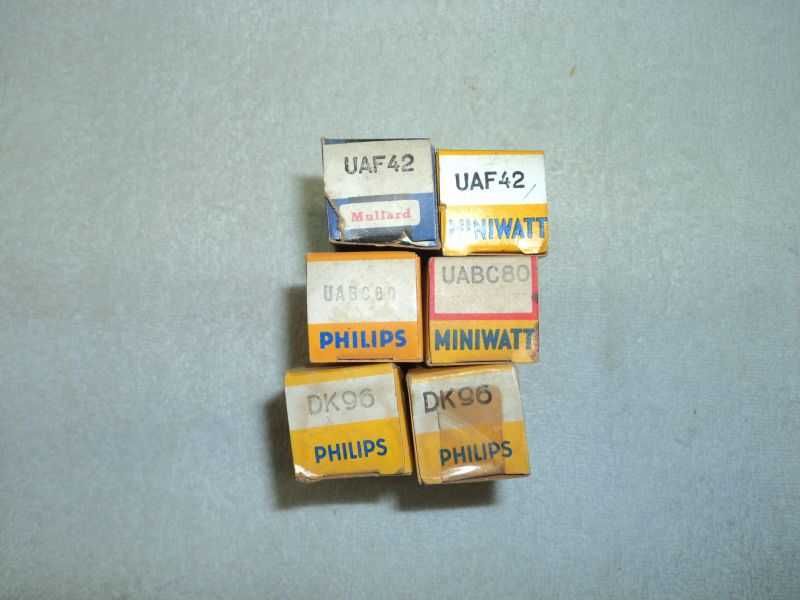 UAF42
Mullard
UAF42
MINIWATT
UABC80
PHILIPS
UABC80
MINIWATT
DK96
PHILIPS
DK96
PHILIPS